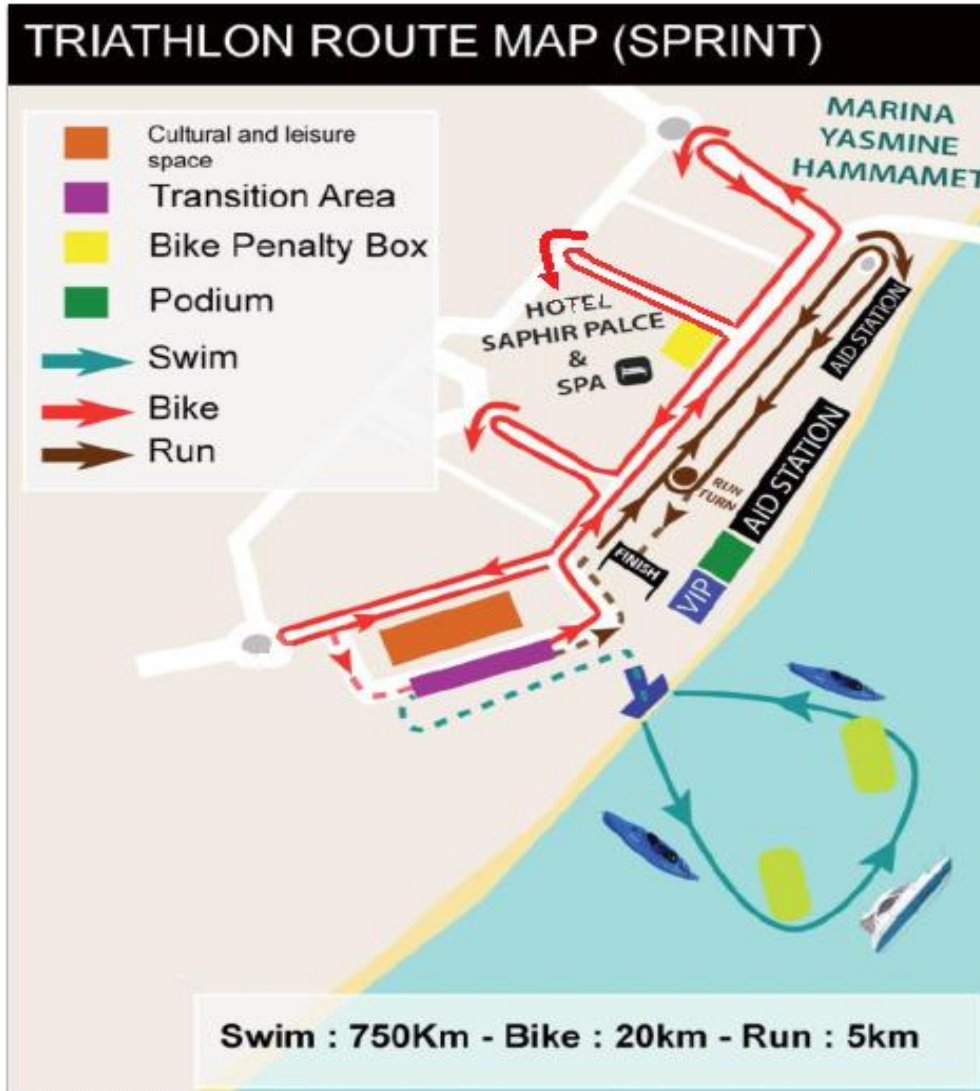 TRIATHLON ROUTE MAP (SPRINT)
Cultural and leisure
space
Transition Area
Bike Penalty Box
Podium
Swim
Bike
Run
MARINA
YASMINE
HAMMAMET
HOTEL
SAPHIR PALCE
&
SPA
AID STATION
AID STATION
RUN
TURN
FINISH
VIP
Swim : 750Km - Bike : 20km - Run : 5km